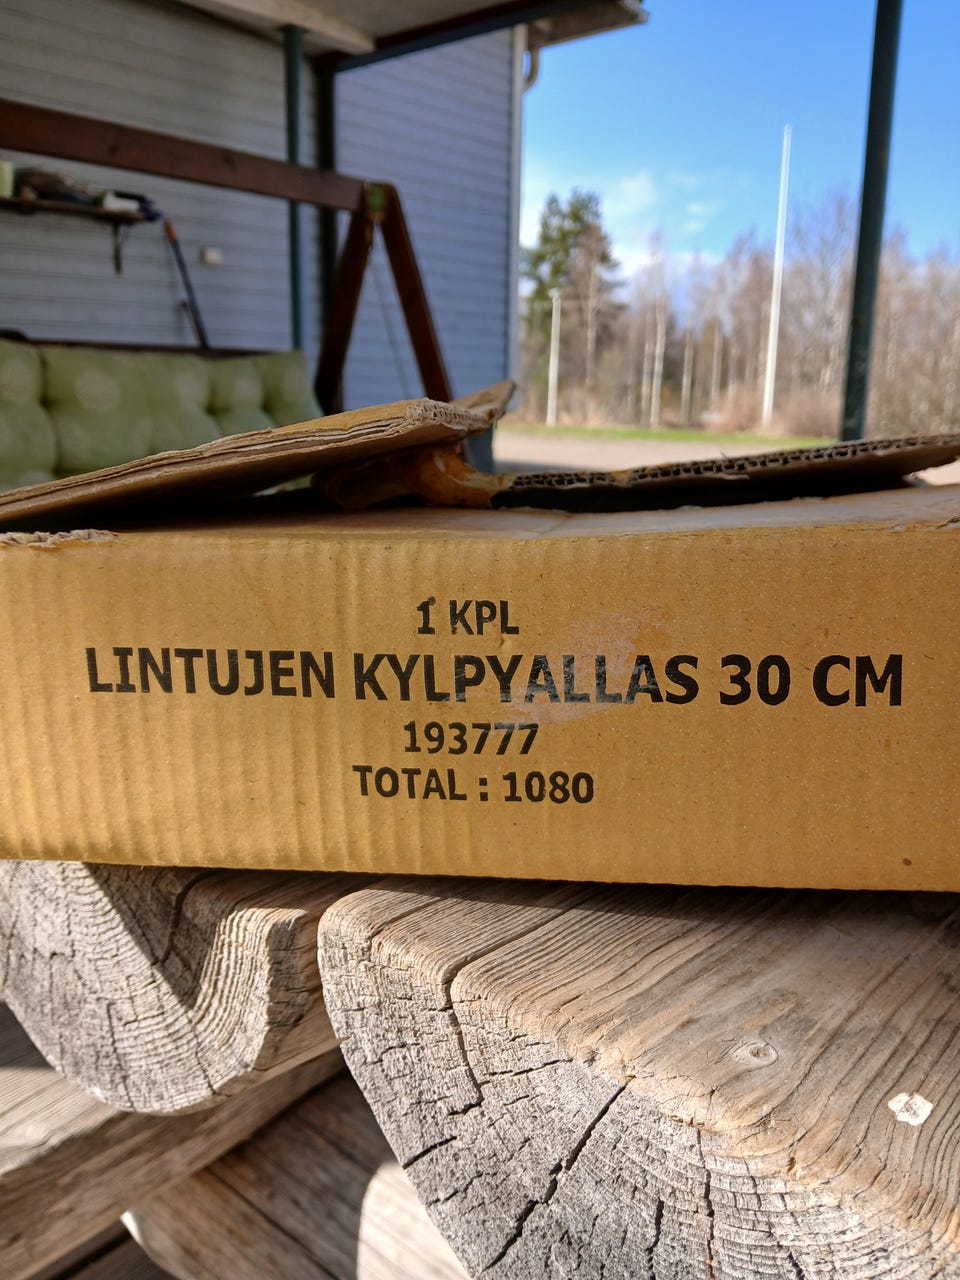 1 KPL
LINTUJEN KYLPYALLAS 30 CM
193777
TOTAL : 1080